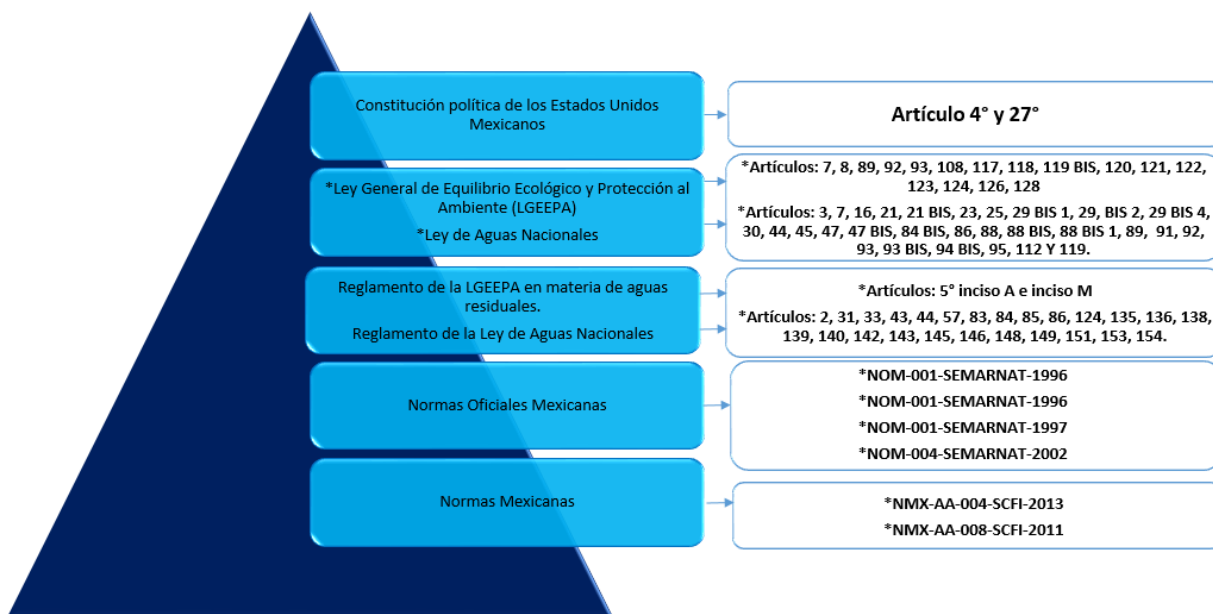 Constitución política de los Estados Unidos
Mexicanos
Artículo 4° y 27°
*Ley General de Equilibrio Ecológico y Protección al
Ambiente (LGEEPA)
*Ley de Aguas Nacionales
*Artículos: 7, 8, 89, 92, 93, 108, 117, 118, 119 BIS, 120, 121, 122,
123, 124, 126, 128
*Artículos: 3, 7, 16, 21, 21 BIS, 23, 25, 29 BIS 1, 29, BIS 2, 29 BIS 4,
30, 44, 45, 47, 47 BIS, 84 BIS, 86, 88, 88 BIS, 88 BIS 1, 89, 91, 92,
93, 93 BIS, 94 BIS, 95, 112 Y 119.
Reglamento de la LGEEPA en materia de aguas
residuales.
Reglamento de la Ley de Aguas Nacionales
*Artículos: 5° inciso A e inciso M
*Artículos: 2, 31, 33, 43, 44, 57, 83, 84, 85, 86, 124, 135, 136, 138,
139, 140, 142, 143, 145, 146, 148, 149, 151, 153, 154.
Normas Oficiales Mexicanas
*NOM-001-SEMARNAT-1996
*NOM-001-SEMARNAT-1996
*NOM-001-SEMARNAT-1997
*NOM-004-SEMARNAT-2002
Normas Mexicanas
*NMX-AA-004-SCFI-2013
*NMX-AA-008-SCFI-2011